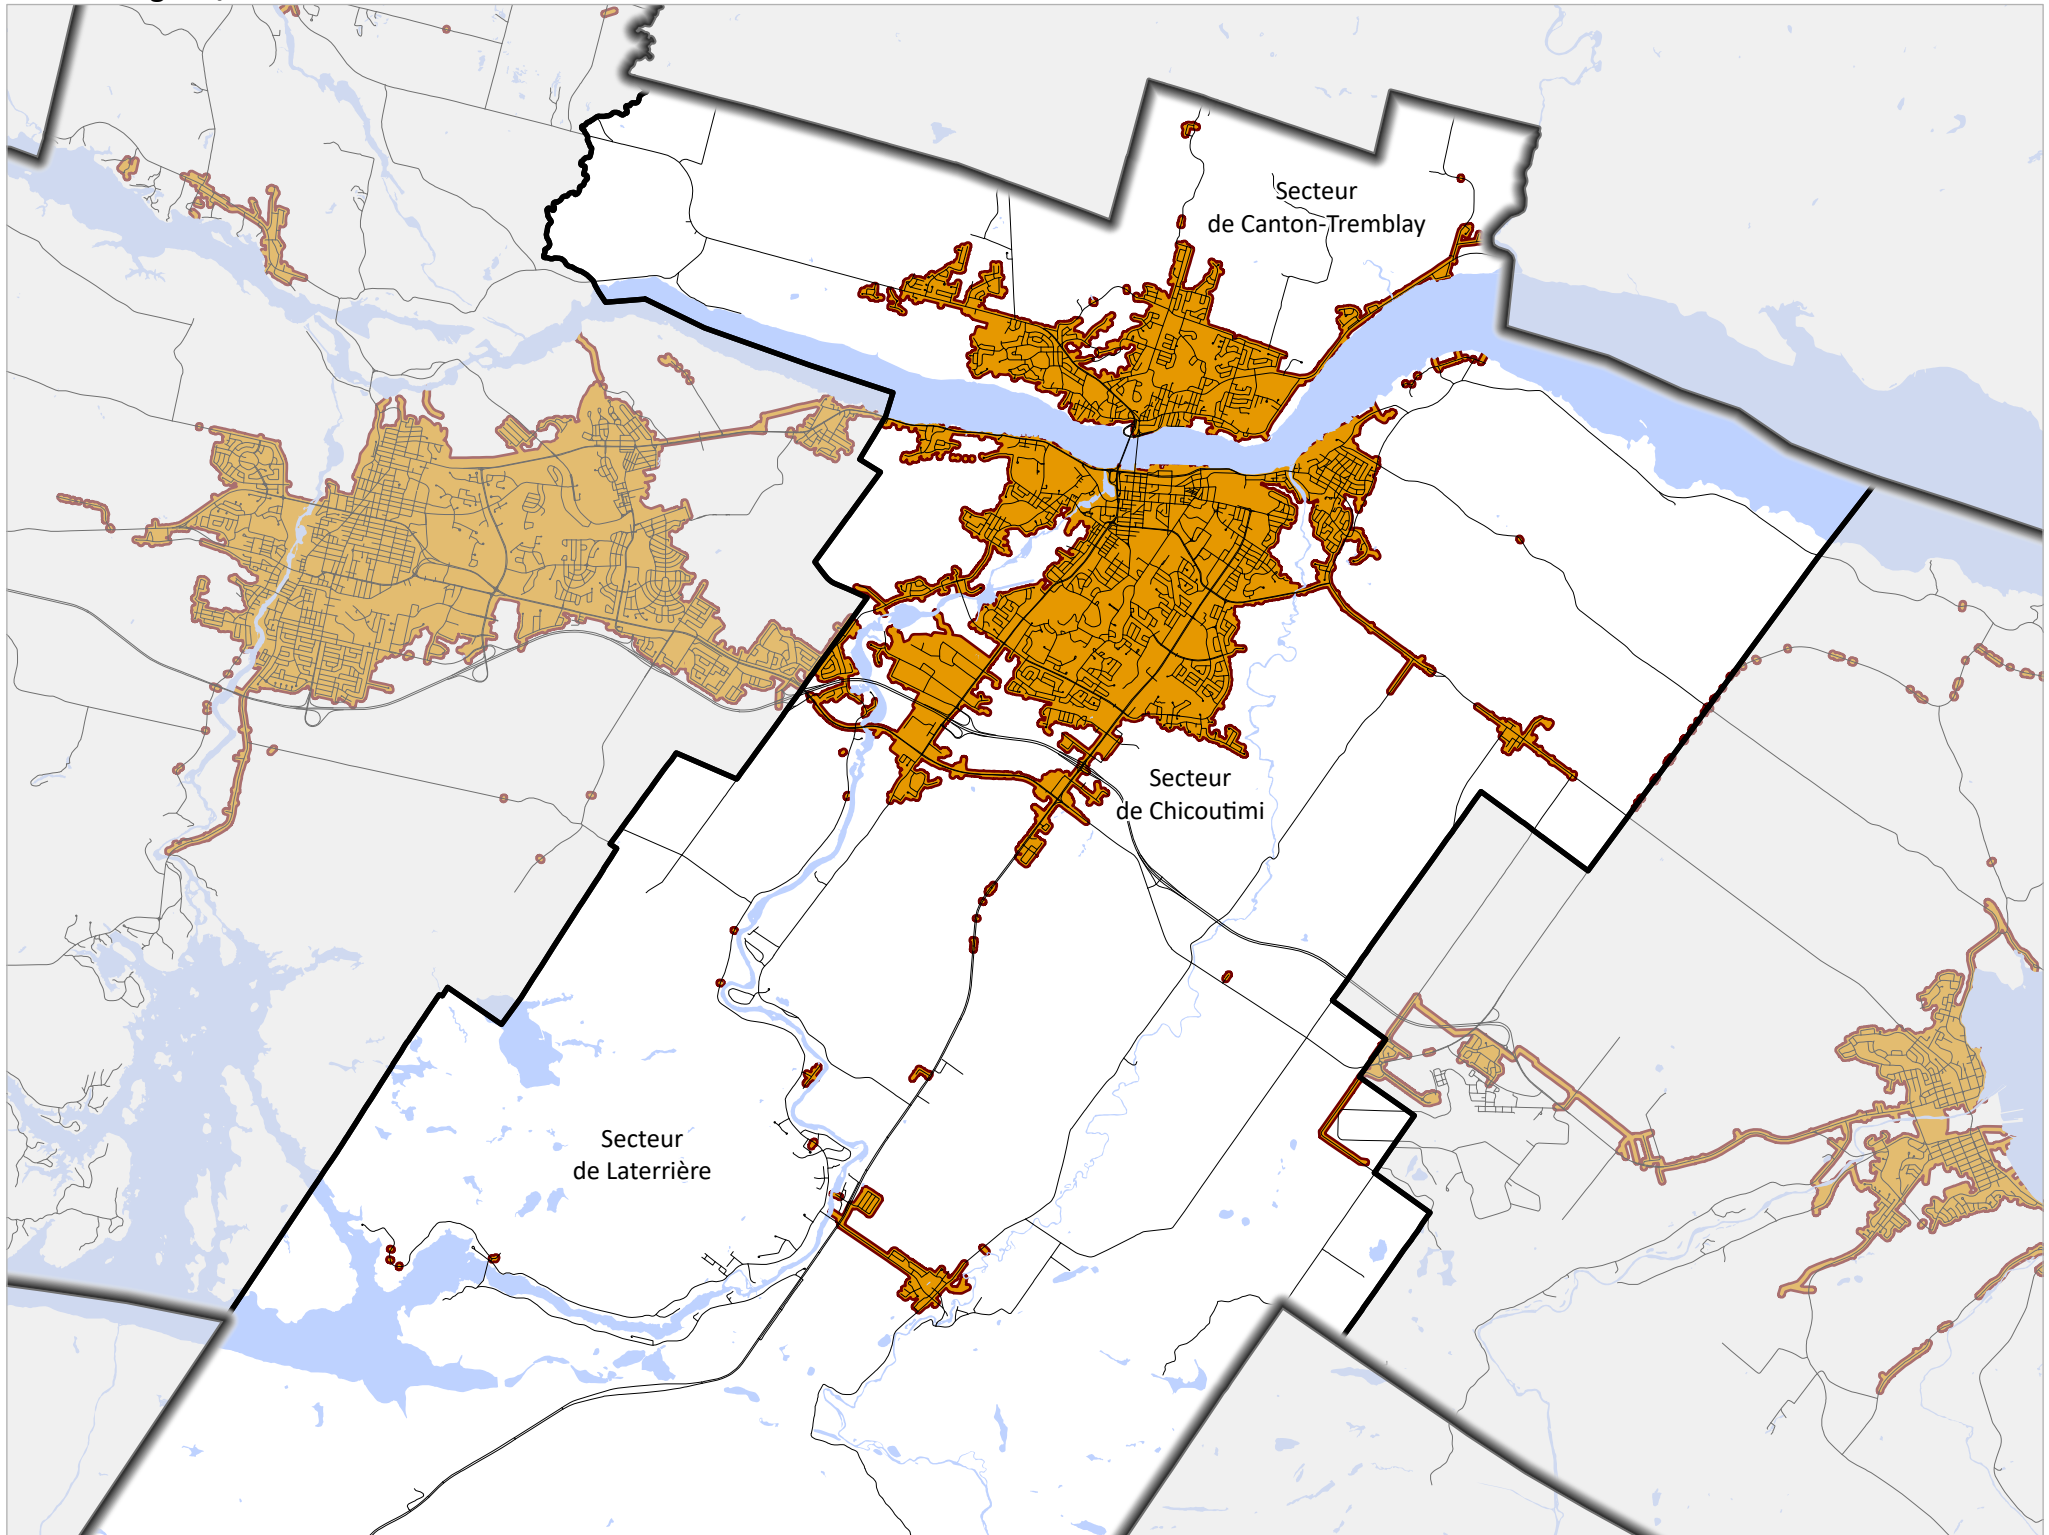 Secteur
de Canton-Tremblay
Secteur
de Chicoutimi
Secteur
de Laterrière